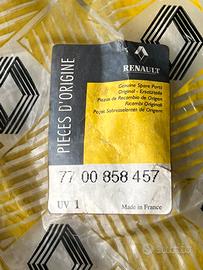 PIECES D'ORIGINE
RENAULT
Genuine Spare Parts
Original - Ersatzteile
Piezas de Recambio de Origen
Ricambi Originali
Peças Sobresselentes de Origem
77 00 858 457
UV 1
Made in France